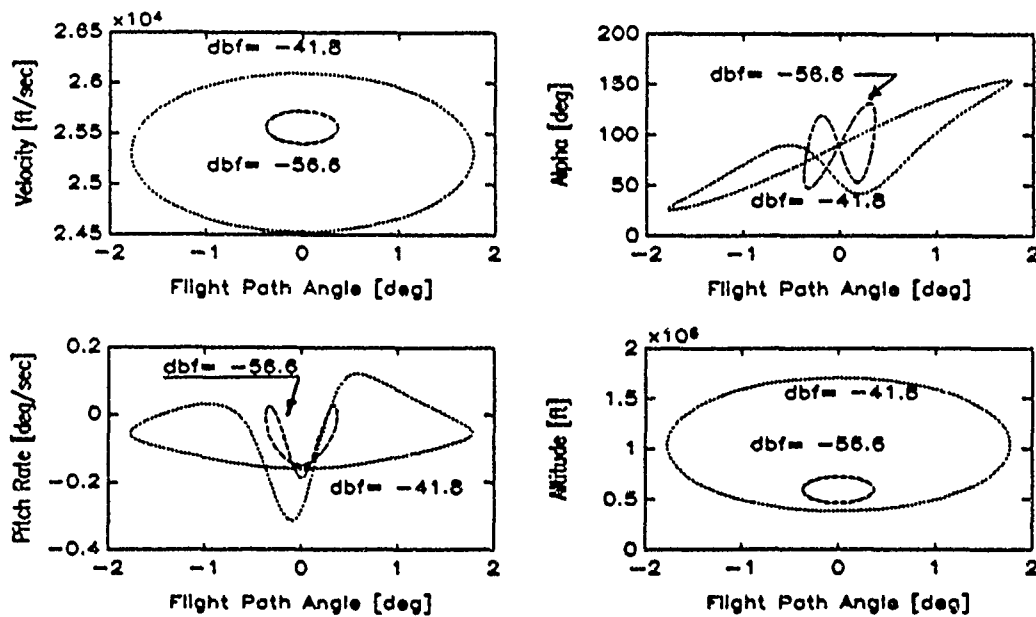 ×10⁴
2.65
2.6
2.55
2.5
2.45
Velocity [ft/sec]
dbf= -41.8
dbf= -56.6
-2 -1 0 1 2
Flight Path Angle [deg]
200
150
100
50
0
Alpha [deg]
dbf= -56.6
dbf= -41.8
-2 -1 0 1 2
Flight Path Angle [deg]
0.2
0
-0.2
-0.4
Pitch Rate [deg/sec]
dbf= -56.6
dbf= -41.8
-2 -1 0 1 2
Flight Path Angle [deg]
×10⁶
2
1.5
1
0.5
0
Altitude [ft]
dbf= -41.8
dbf= -56.6
-2 -1 0 1 2
Flight Path Angle [deg]